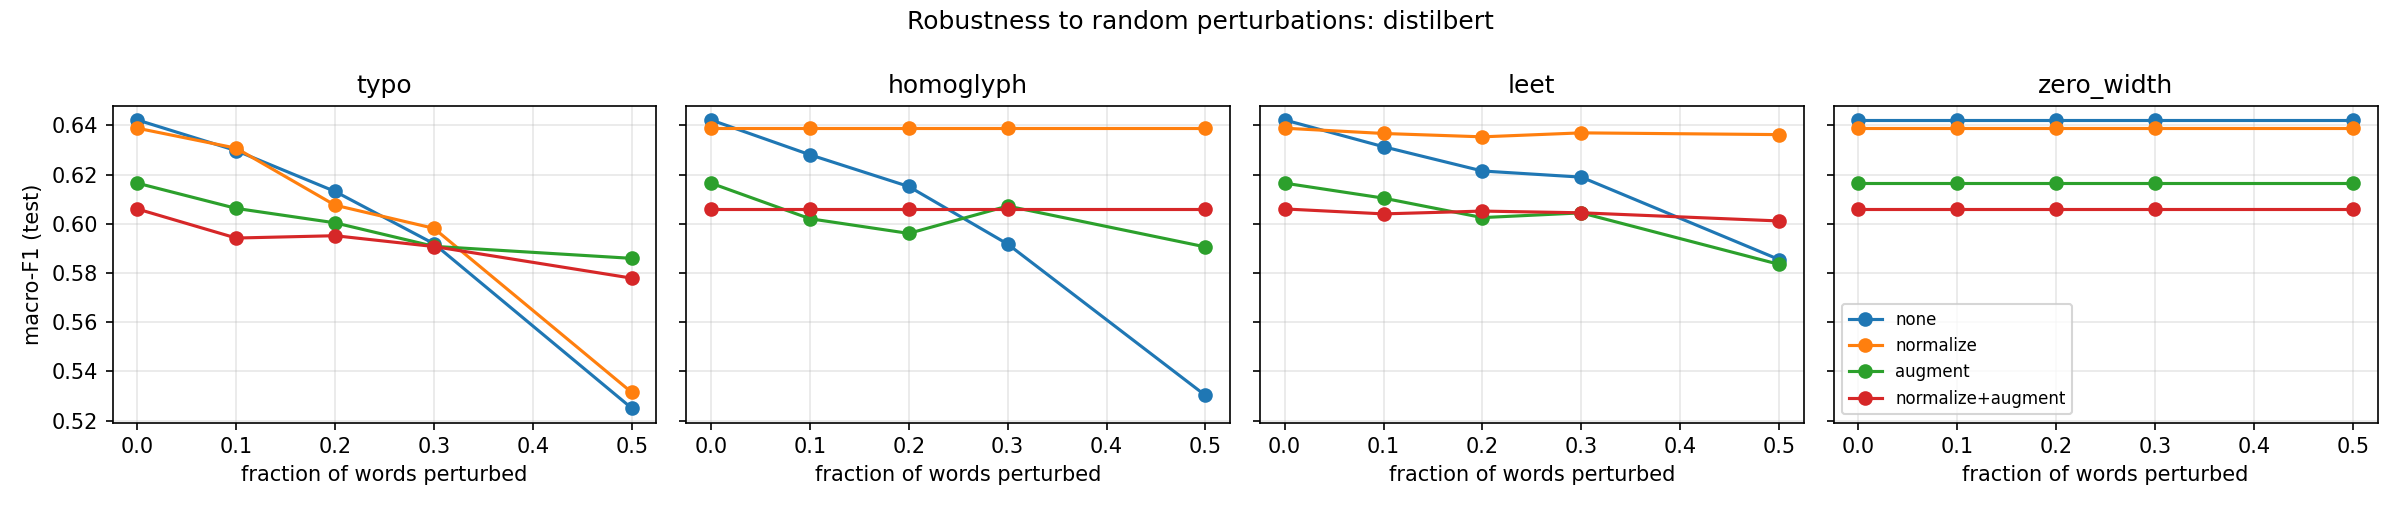 Robustness to random perturbations: distilbert
typo
homoglyph
leet
zero_width
macro-F1 (test)
0.64
0.62
0.60
0.58
0.56
0.54
0.52
none
normalize
augment
normalize+augment
0.0 0.1 0.2 0.3 0.4 0.5
0.0 0.1 0.2 0.3 0.4 0.5
0.0 0.1 0.2 0.3 0.4 0.5
0.0 0.1 0.2 0.3 0.4 0.5
fraction of words perturbed
fraction of words perturbed
fraction of words perturbed
fraction of words perturbed